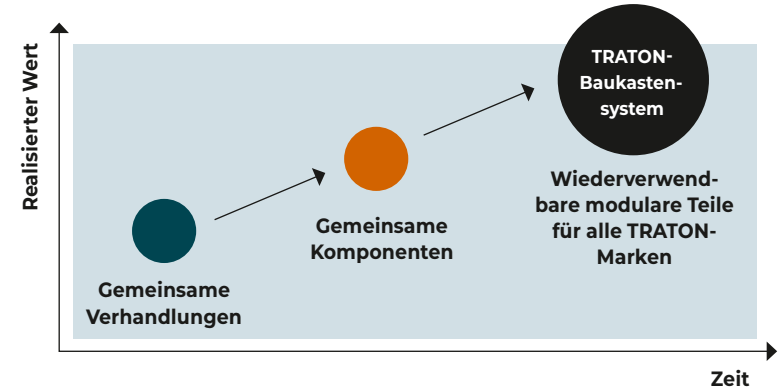 Realisierter Wert
TRATON-
Baukasten-
system
Wiederverwend-
bare modulare Teile
für alle TRATON-
Marken
Gemeinsame
Komponenten
Gemeinsame
Verhandlungen
Zeit